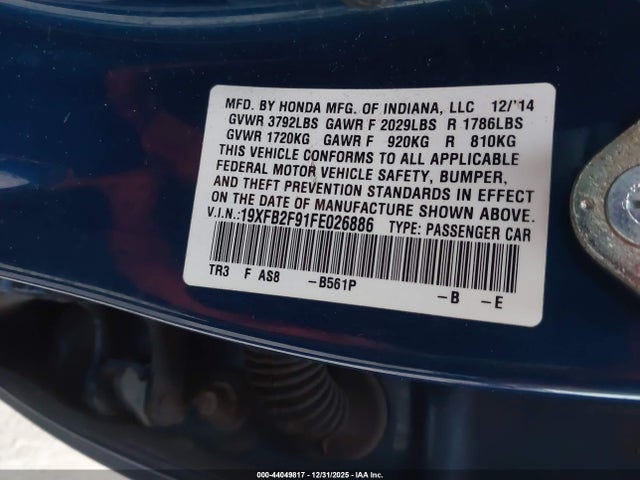 MFD. BY HONDA MFG. OF INDIANA, LLC 12/'14
GVWR 3792LBS GAWR F 2029LBS R 1786LBS
GVWR 1720KG GAWR F 920KG R 810KG
THIS VEHICLE CONFORMS TO ALL APPLICABLE
FEDERAL MOTOR VEHICLE SAFETY, BUMPER,
AND THEFT PREVENTION STANDARDS IN EFFECT
ON THE DATE OF MANUFACTURE SHOWN ABOVE.
V.I.N.:19XFB2F91FE026886 TYPE: PASSENGER CAR
TR3 F AS8 -B561P -B -E
000-44049817 - 12/31/2025 - IAA Inc.